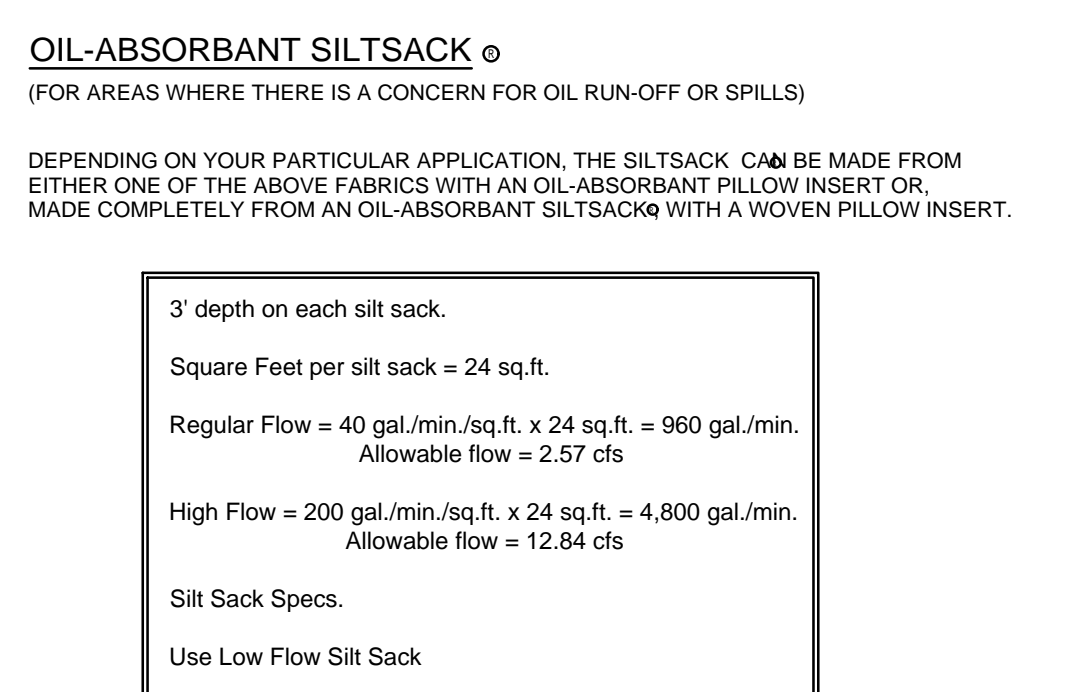 OIL-ABSORBANT SILTSACK ®
(FOR AREAS WHERE THERE IS A CONCERN FOR OIL RUN-OFF OR SPILLS)
DEPENDING ON YOUR PARTICULAR APPLICATION, THE SILTSACK CAN BE MADE FROM
EITHER ONE OF THE ABOVE FABRICS WITH AN OIL-ABSORBANT PILLOW INSERT OR,
MADE COMPLETELY FROM AN OIL-ABSORBANT SILTSACK®, WITH A WOVEN PILLOW INSERT.
3' depth on each silt sack.
Square Feet per silt sack = 24 sq.ft.
Regular Flow = 40 gal./min./sq.ft. x 24 sq.ft. = 960 gal./min.
Allowable flow = 2.57 cfs
High Flow = 200 gal./min./sq.ft. x 24 sq.ft. = 4,800 gal./min.
Allowable flow = 12.84 cfs
Silt Sack Specs.
Use Low Flow Silt Sack